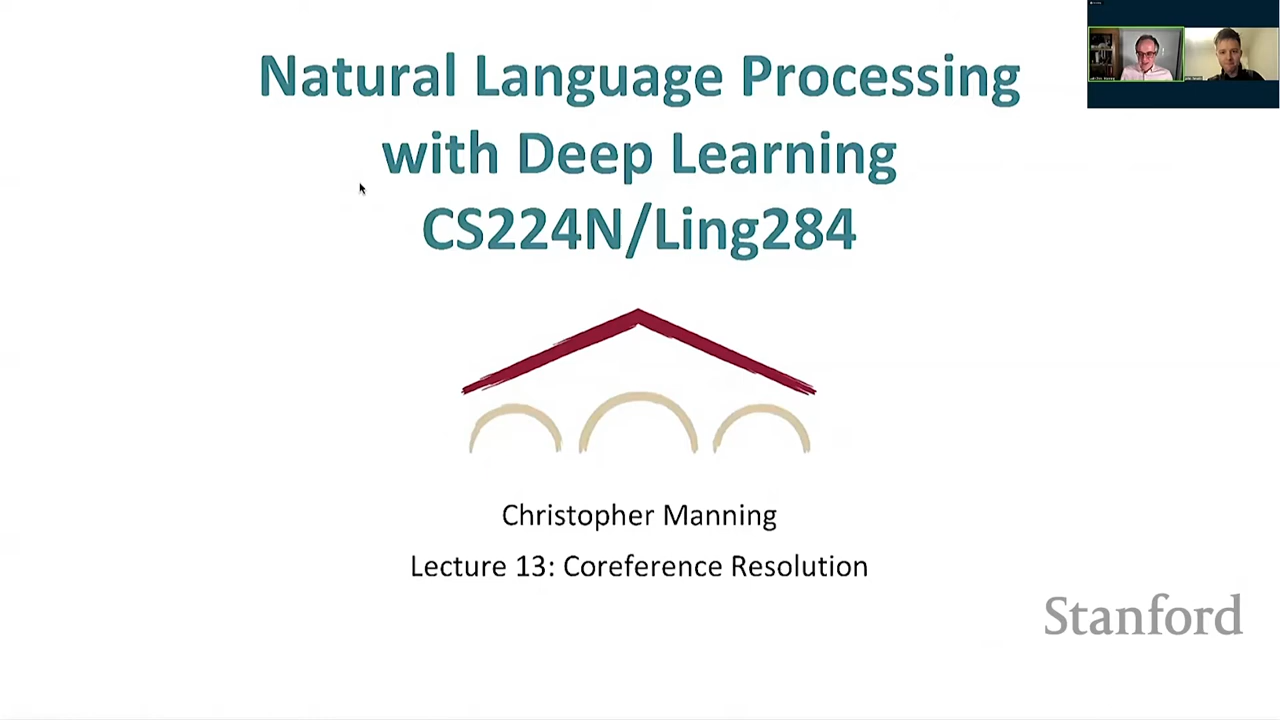 Natural Language Processing
with Deep Learning
CS224N/Ling284
Christopher Manning
Lecture 13: Coreference Resolution
Stanford